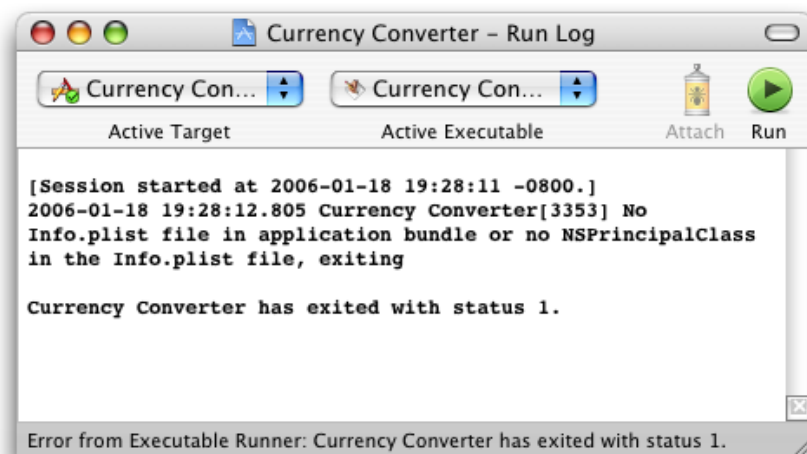 Currency Converter – Run Log
Currency Con... Currency Con...
Active Target Active Executable Attach Run
[Session started at 2006-01-18 19:28:11 -0800.]
2006-01-18 19:28:12.805 Currency Converter[3353] No
Info.plist file in application bundle or no NSPrincipalClass
in the Info.plist file, exiting
Currency Converter has exited with status 1.
Error from Executable Runner: Currency Converter has exited with status 1.